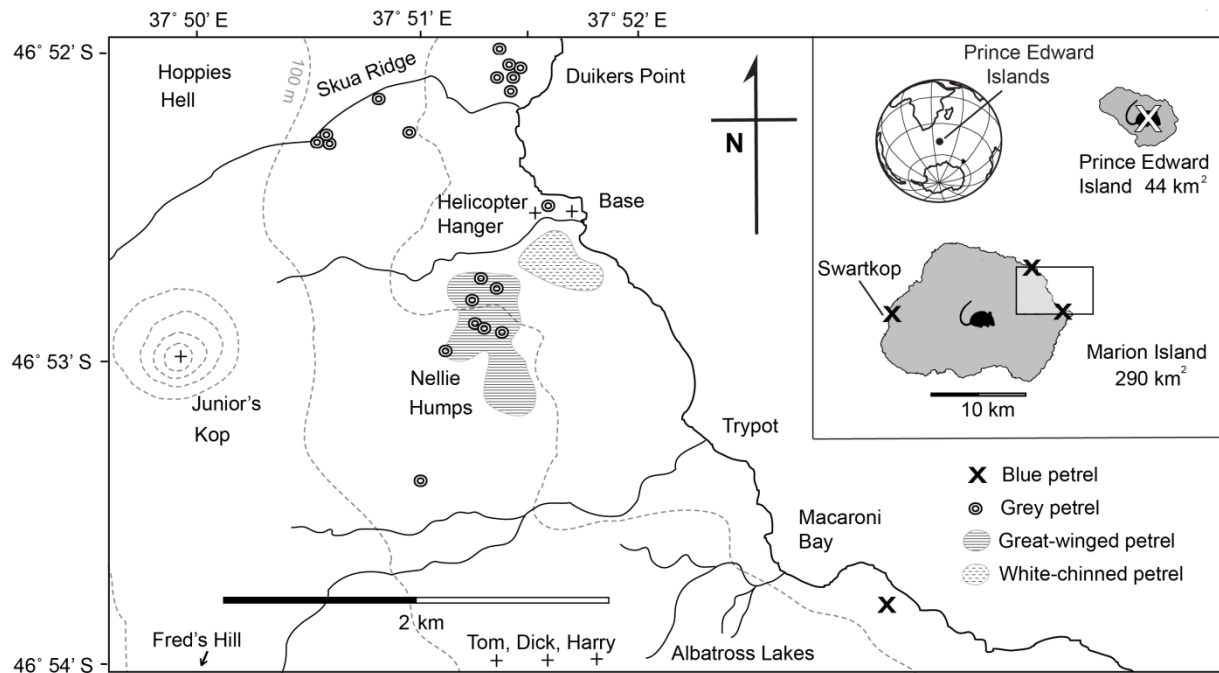 37° 50' E
37° 51' E
37° 52' E
46° 52' S
46° 53' S
46° 54' S
Hoppies
Hell
100 m
Skua Ridge
Duikers Point
N
Helicopter
Hanger
Base
Junior's
Kop
Nellie
Humps
Trypot
Macaroni
Bay
2 km
Fred's Hill
Tom, Dick, Harry
Albatross Lakes
Prince Edward
Islands
Prince Edward
Island 44 km²
Swartkop
Marion Island
290 km²
10 km
X Blue petrel
Grey petrel
Great-winged petrel
White-chinned petrel